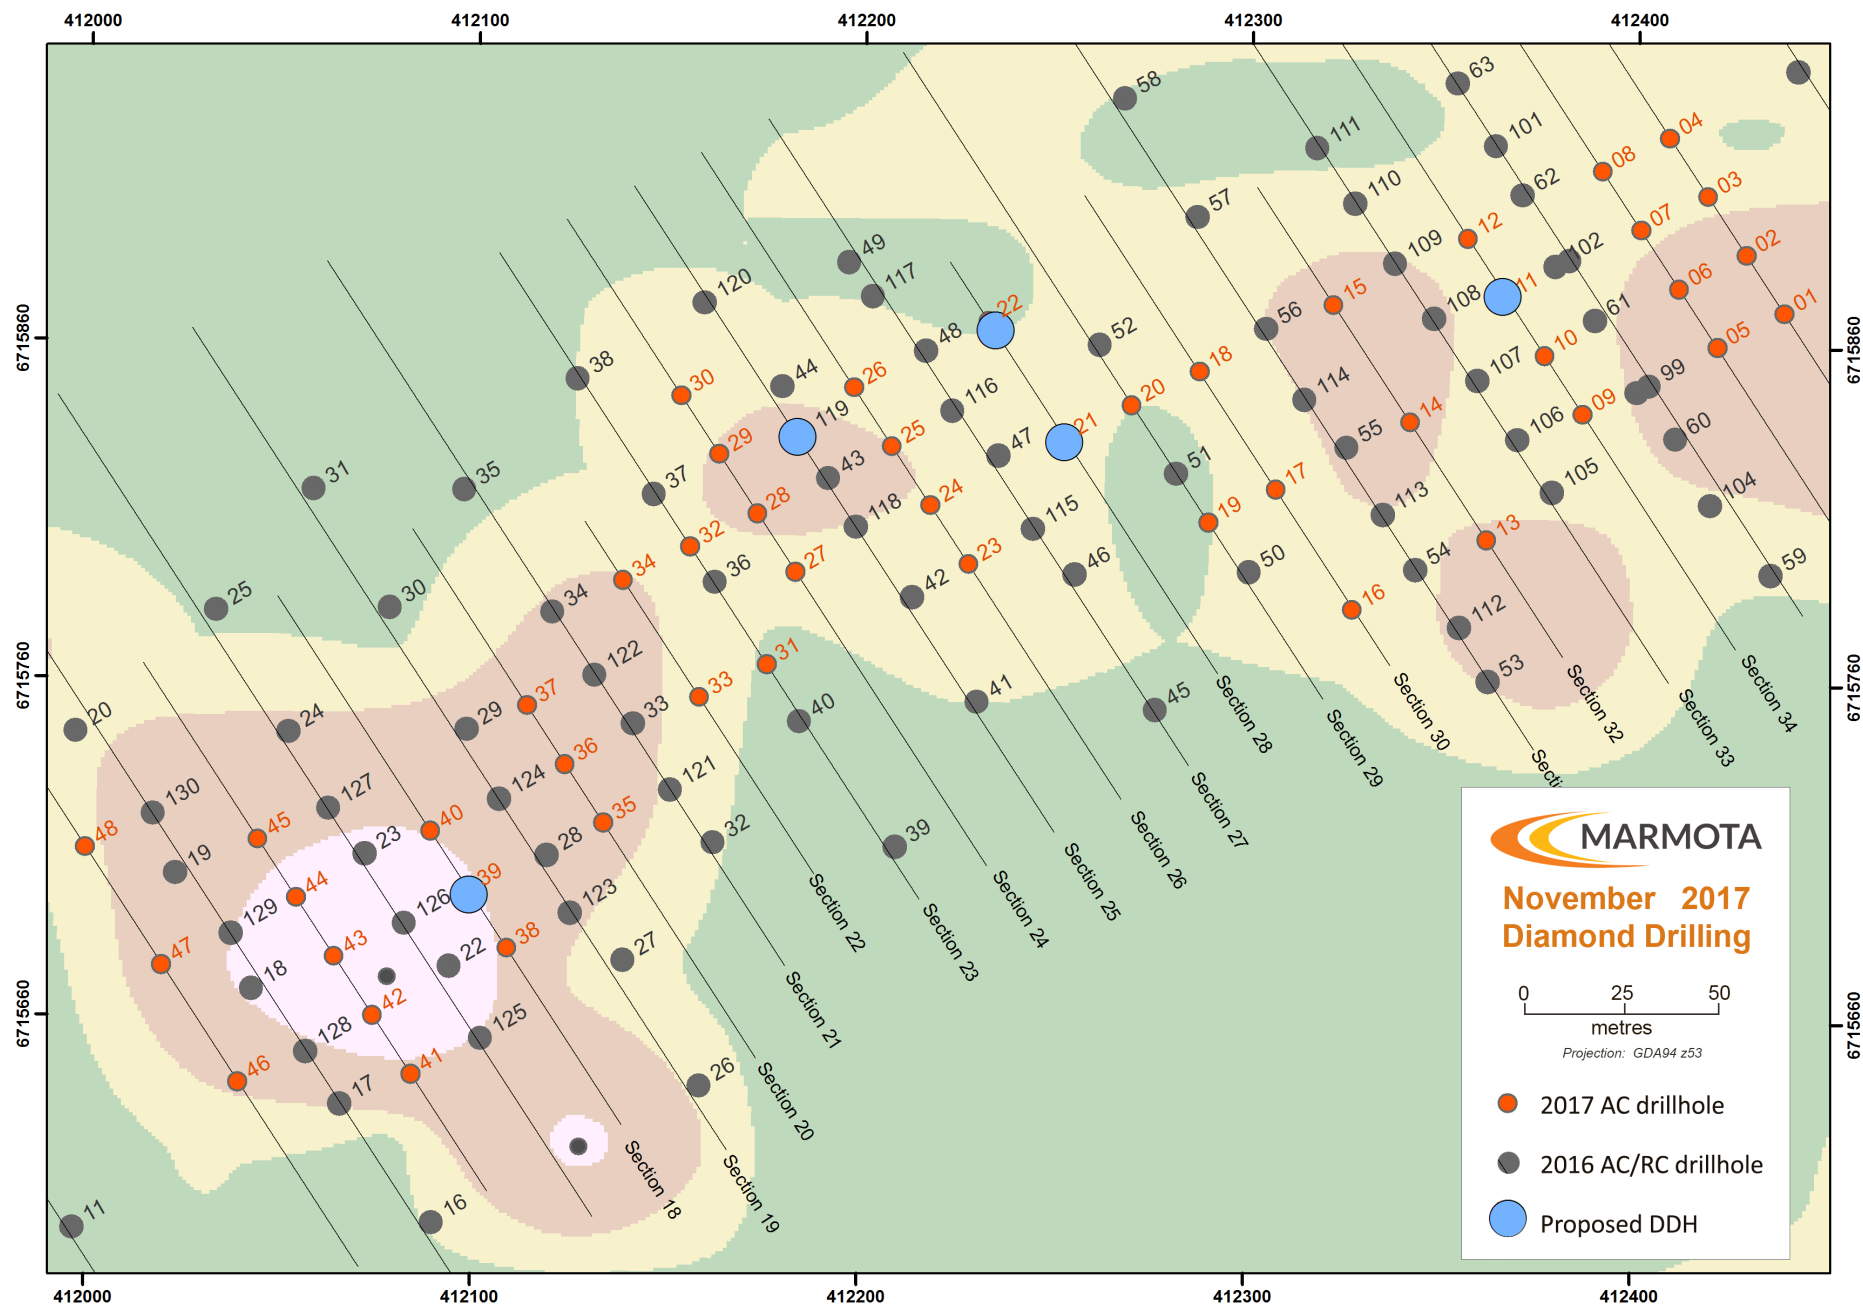 412000 412100 412200 412300 412400
58 63
111 101 04
08
110 62 03
57
12 07
49 109 102 02
117 06
120 22 108 11 61 01
6715860 56 15 6715860
48 52 05
38 44 26 18 107 10 99
30 116 20 114
119 14 09
29 25 47 21 55 106 60
31 35 37 43 51 17 105 104
28 118 24 115 19 113
32 13
34 36 27 23 46 50 54 59
25 30 34 42 16
112
122
31 53
6715760 33 41 6715760
20 24 29 37 33 40 45
36
130 127 124 121
48 45 40 35
19 23 28 32 39
44 39
129 126 123
47 43 22 38 27
18
42
6715660 128 125 6715660
46 41 26
17
11 16
Section 34
Section 33
Section 32
Secti
Section 30
Section 29
Section 28
Section 27
Section 26
Section 25
Section 24
Section 23
Section 22
Section 21
Section 20
Section 19
Section 18
MARMOTA
November 2017
Diamond Drilling
0 25 50
metres
Projection: GDA94 z53
2017 AC drillhole
2016 AC/RC drillhole
Proposed DDH
412000 412100 412200 412300 412400